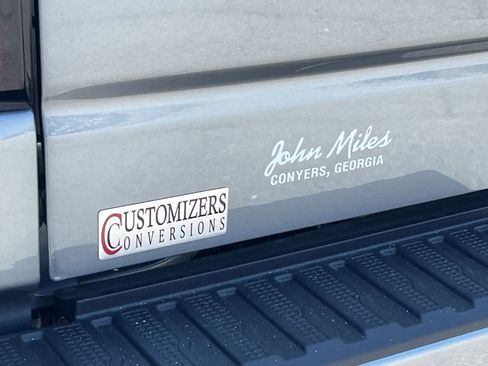 John Miles
CONYERS, GEORGIA
CUSTOMIZERS
CONVERSIONS